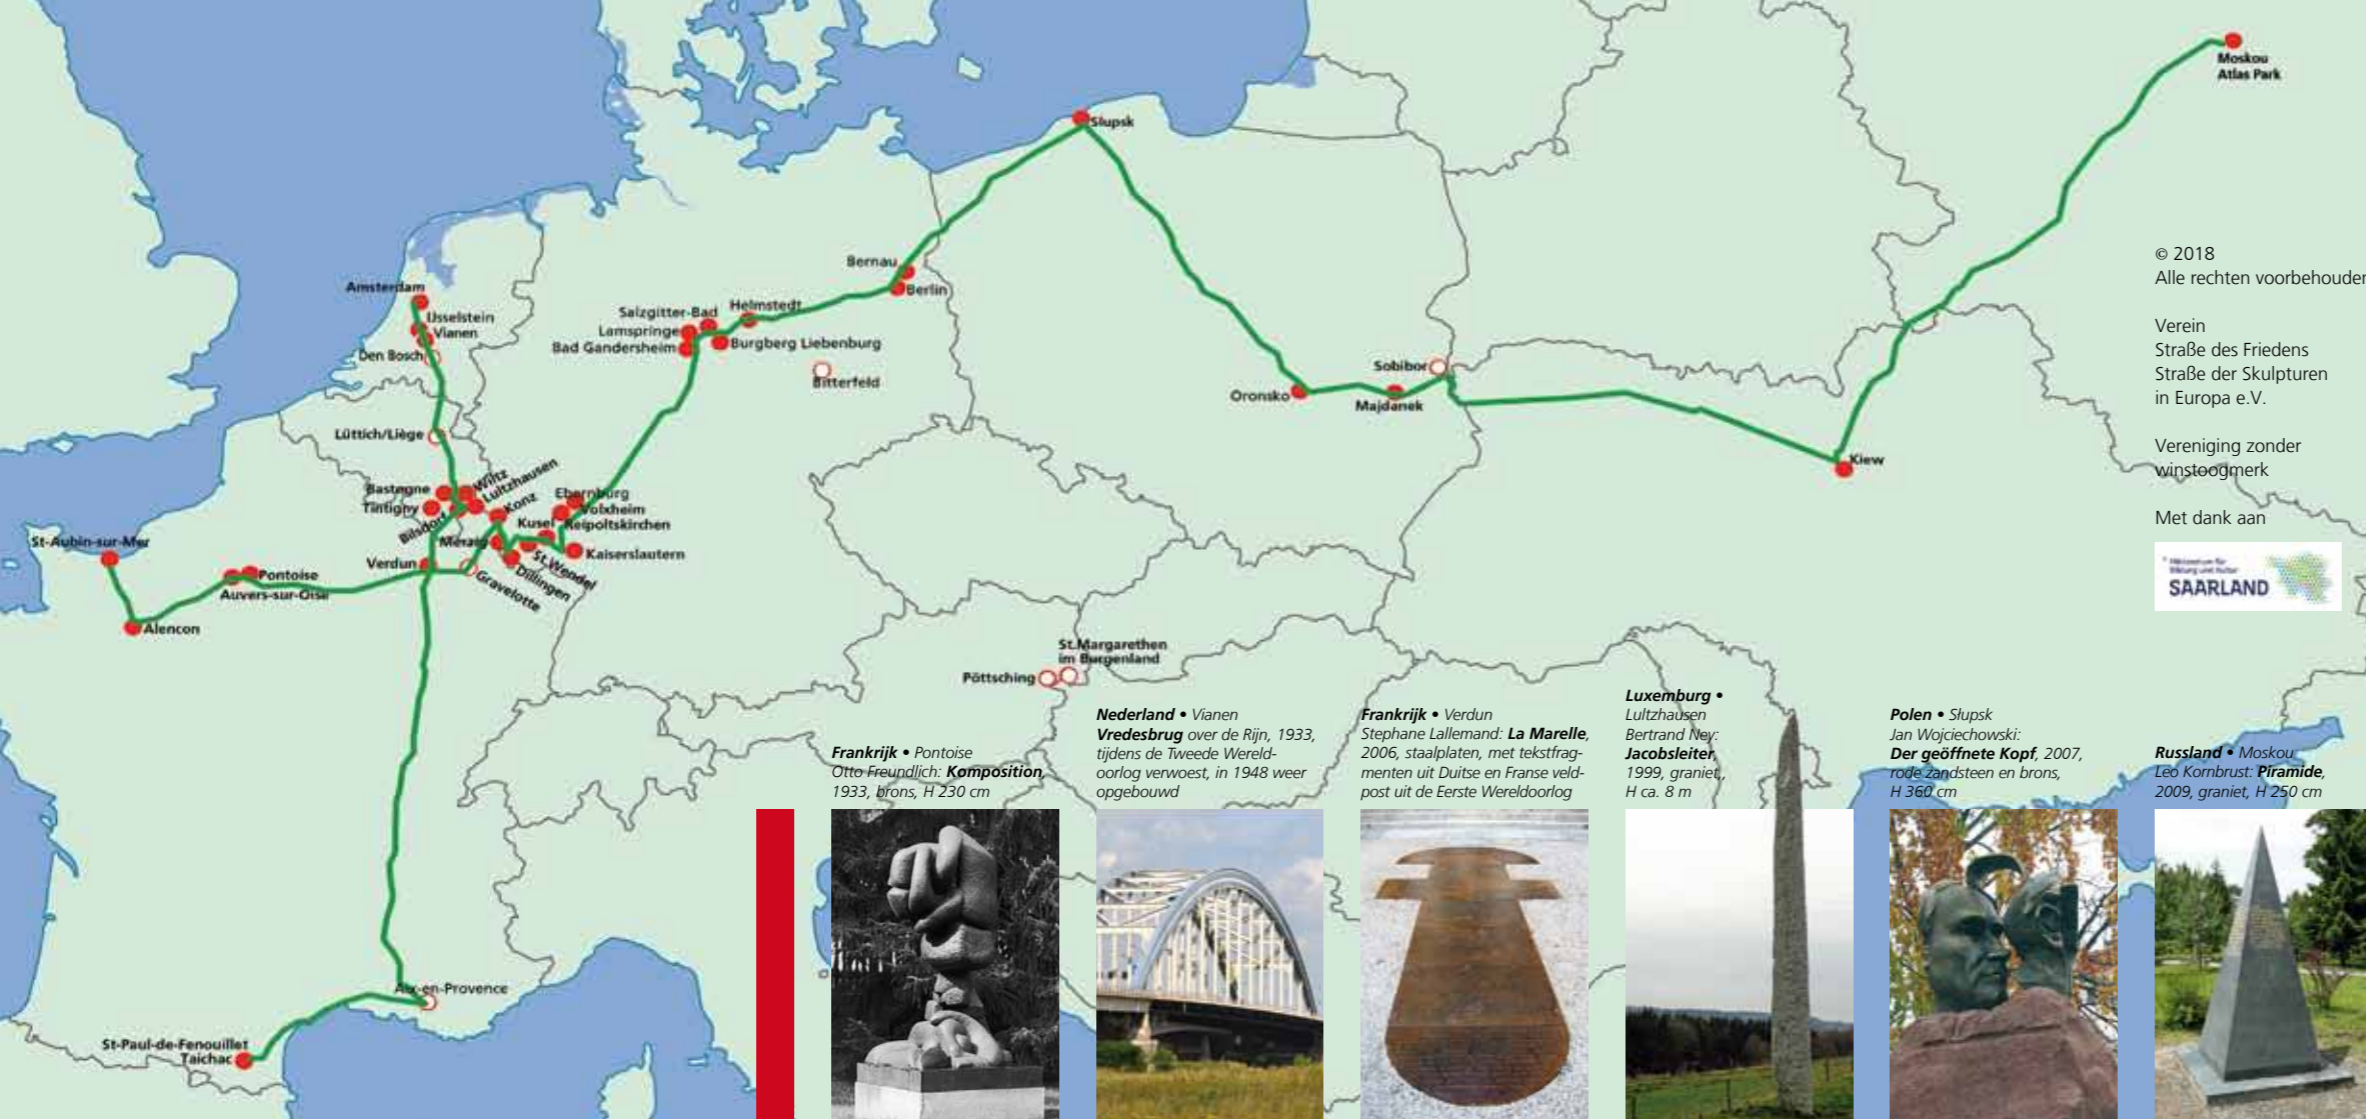 Moskou
Atlas Park
Słupsk
Bernau
Berlin
Amsterdam
IJsselstein
Vianen
Den Bosch
Salzgitter-Bad
Helmstedt
Lamspringe
Bad Gandersheim
Burgberg Liebenburg
Bitterfeld
Sobibor
Oronsko
Majdanek
Kiew
Lüttich/Liège
Bastogne
Wiltz
Lultzhausen
Tintigny
Bilsdorf
Konz
Ebernburg
Volxheim
Kusel
Reipoltskirchen
Merzig
Kaiserslautern
St.Wendel
Dillingen
Gravelotte
Verdun
St-Aubin-sur-Mer
Pontoise
Auvers-sur-Oise
Alencon
St.Margarethen
im Burgenland
Pöttsching
Aix-en-Provence
St-Paul-de-Fenouillet
Taichac
© 2018
Alle rechten voorbehouden
Verein
Straße des Friedens
Straße der Skulpturen
in Europa e.V.
Vereniging zonder
winstoogmerk
Met dank aan
Ministerium für
Bildung und Kultur
SAARLAND
Frankrijk • Pontoise
Otto Freundlich: Komposition,
1933, brons, H 230 cm
Nederland • Vianen
Vredesbrug over de Rijn, 1933,
tijdens de Tweede Wereld-
oorlog verwoest, in 1948 weer
opgebouwd
Frankrijk • Verdun
Stephane Lallemand: La Marelle,
2006, staalplaten, met tekstfrag-
menten uit Duitse en Franse veld-
post uit de Eerste Wereldoorlog
Luxemburg •
Lultzhausen
Bertrand Ney:
Jacobsleiter,
1999, graniet,,
H ca. 8 m
Polen • Słupsk
Jan Wojciechowski:
Der geöffnete Kopf, 2007,
rode zandsteen en brons,
H 360 cm
Russland • Moskou
Leo Kornbrust: Piramide,
2009, graniet, H 250 cm